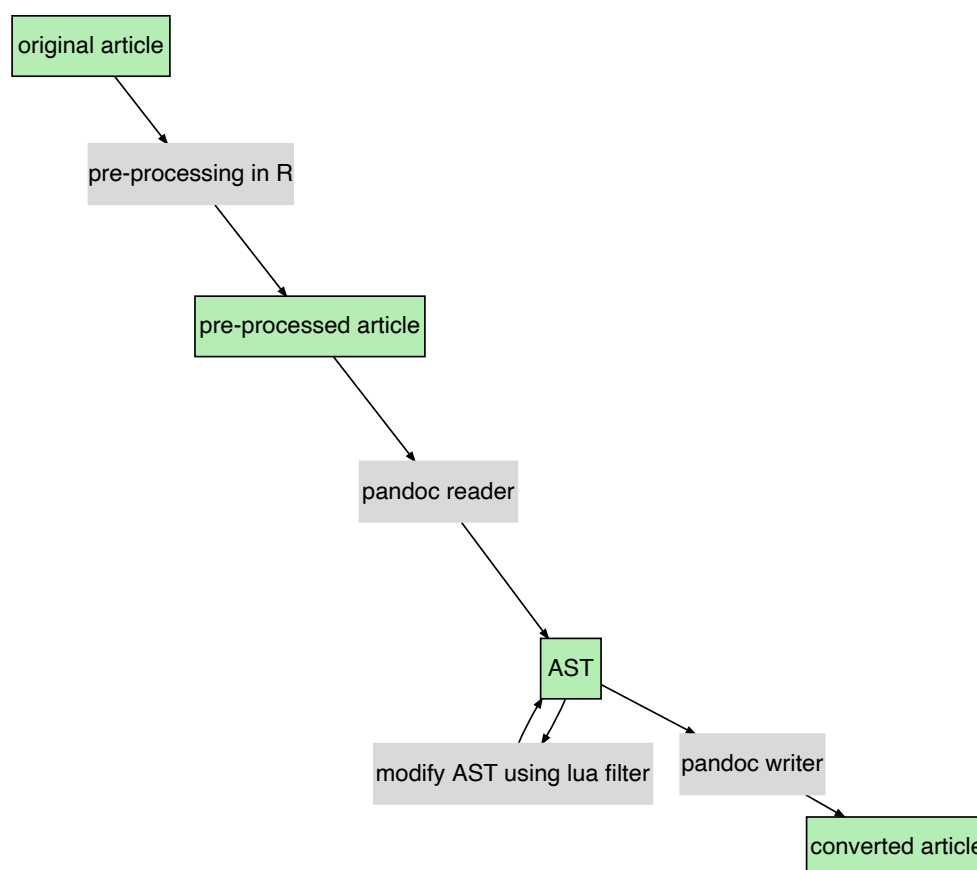 original article
pre-processing in R
pre-processed article
pandoc reader
AST
modify AST using lua filter
pandoc writer
converted article